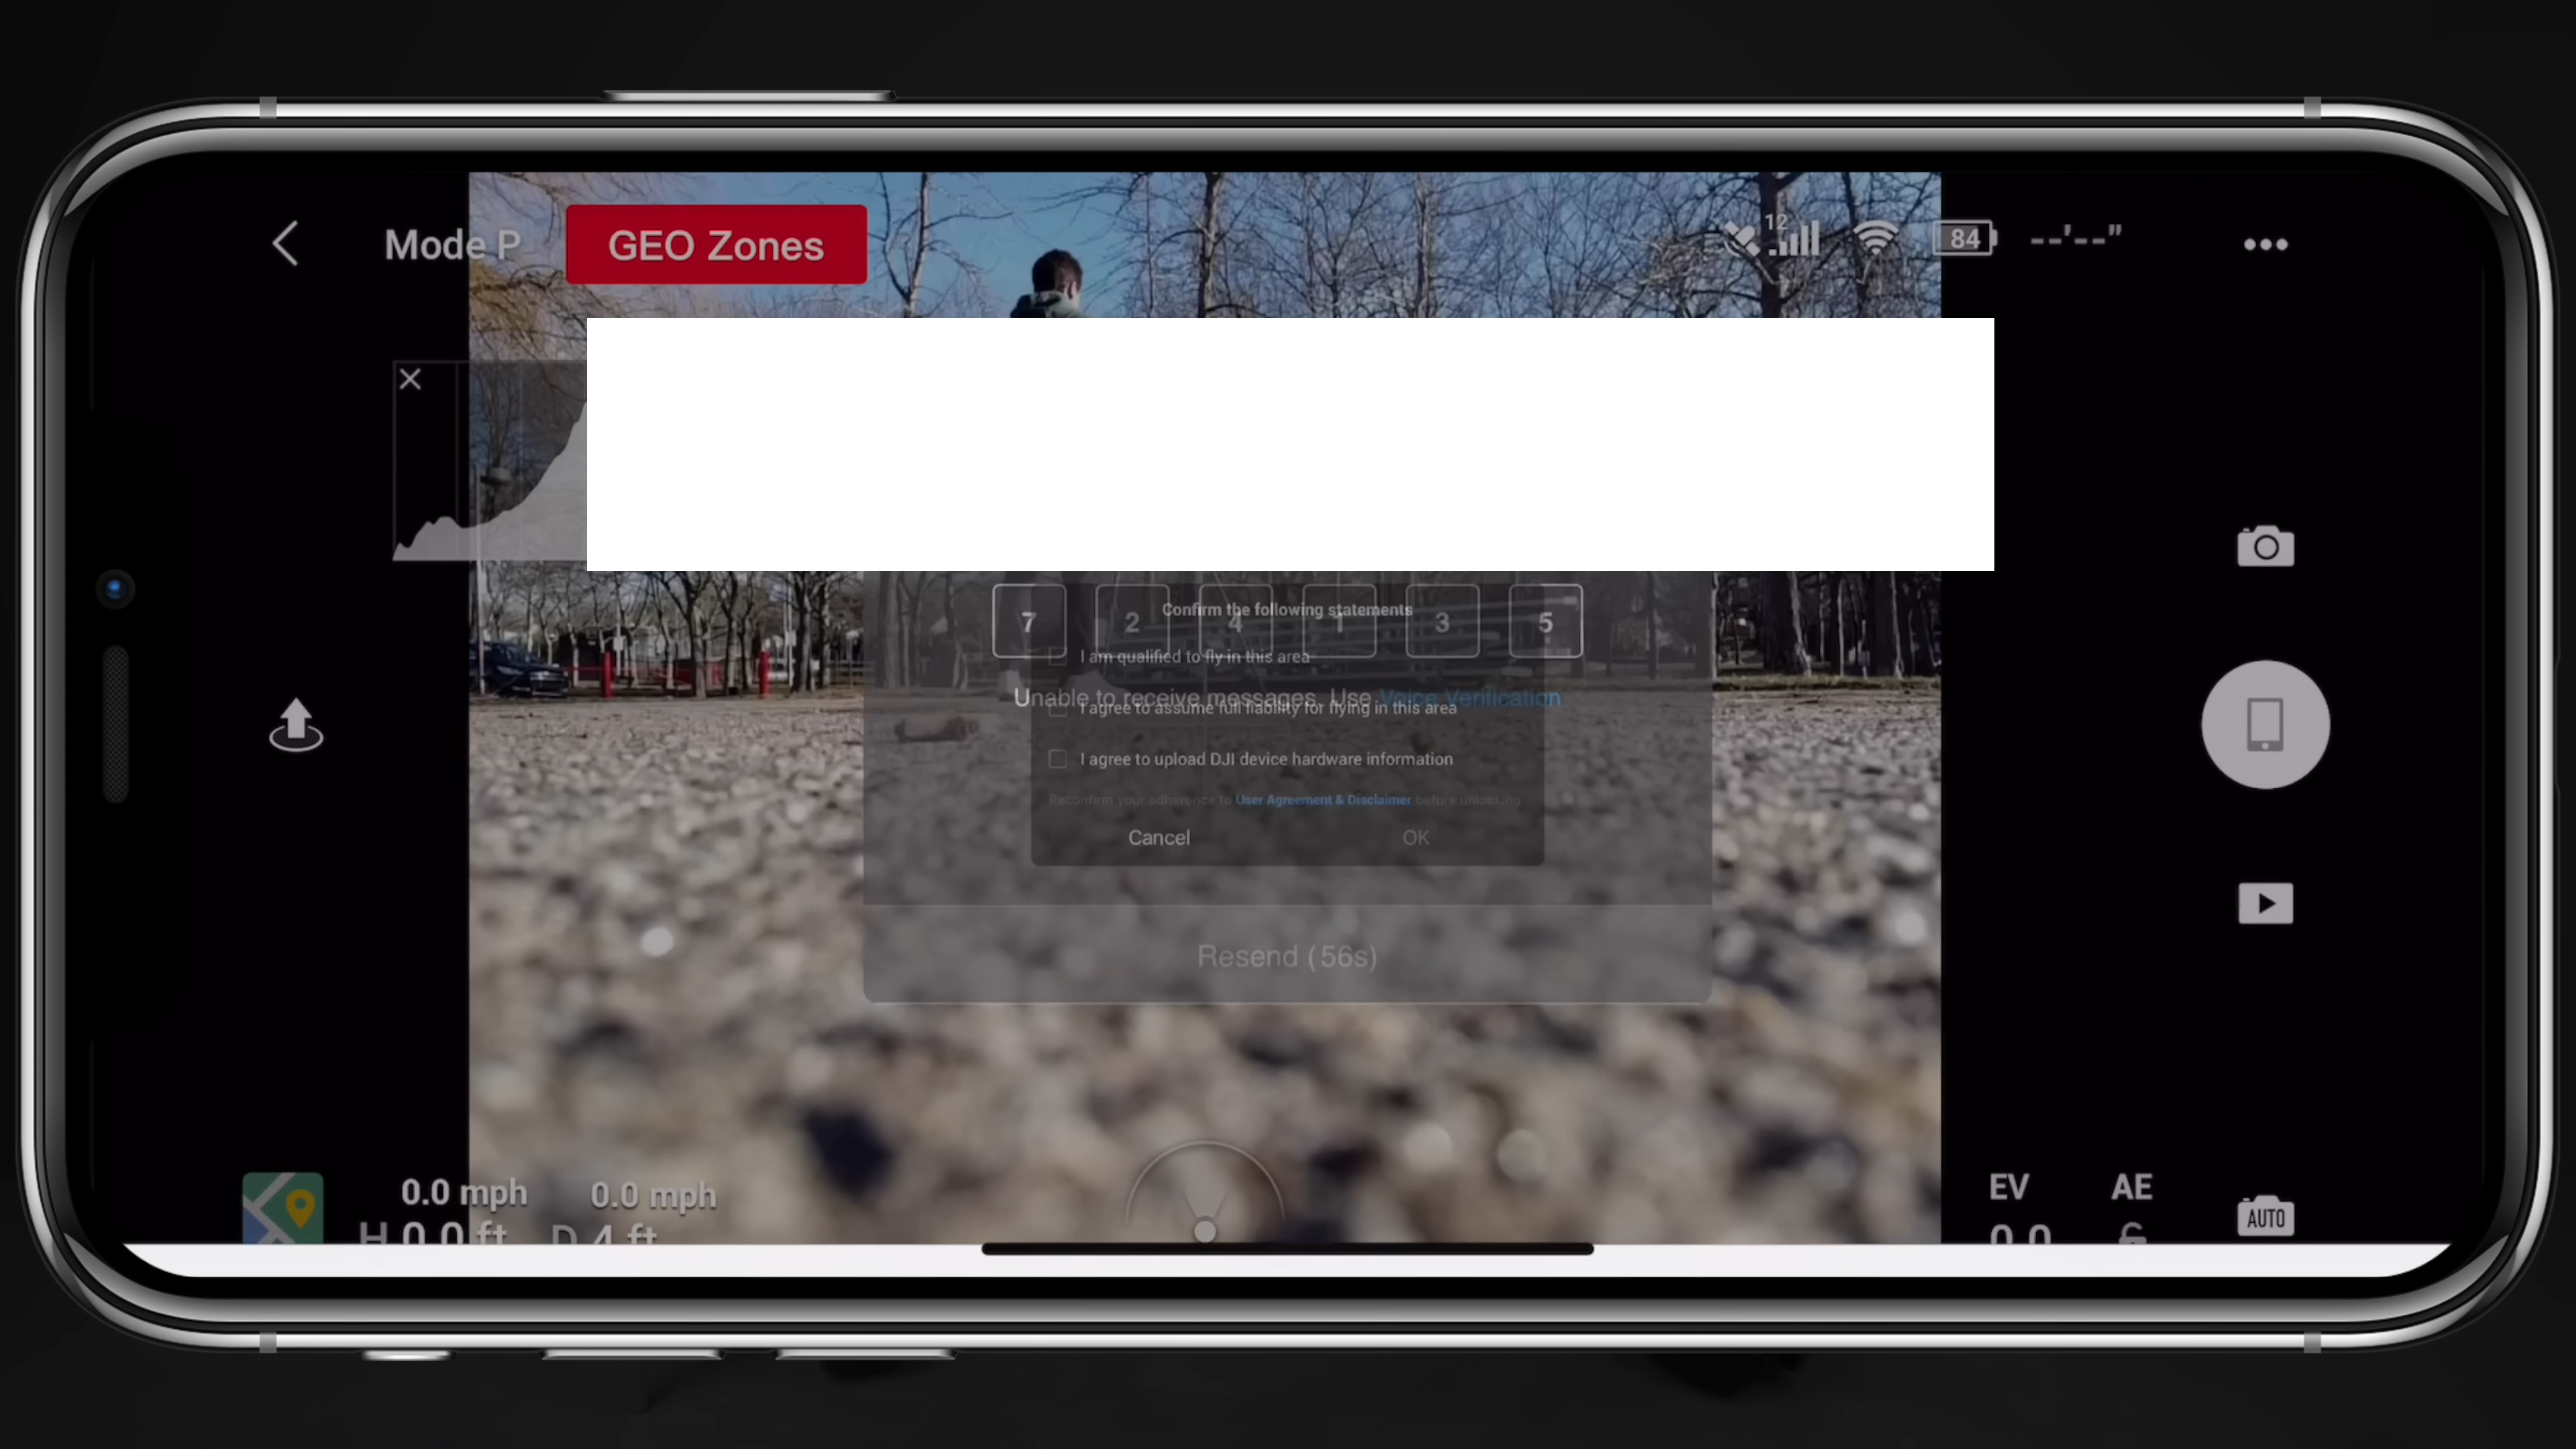 Mode P
GEO Zones
12
84
--'--"
7 2 4 1 3 5
Confirm the following statements
I am qualified to fly in this area
Unable to receive messages. Use Voice Verification
I agree to assume full liability for flying in this area
I agree to upload DJI device hardware information
Reconfirm your adherence to User Agreement & Disclaimer before unlocking
Cancel
OK
Resend (56s)
0.0 mph
0.0 mph
H 0.0 ft
D 4 ft
EV
0.0
AE
AUTO